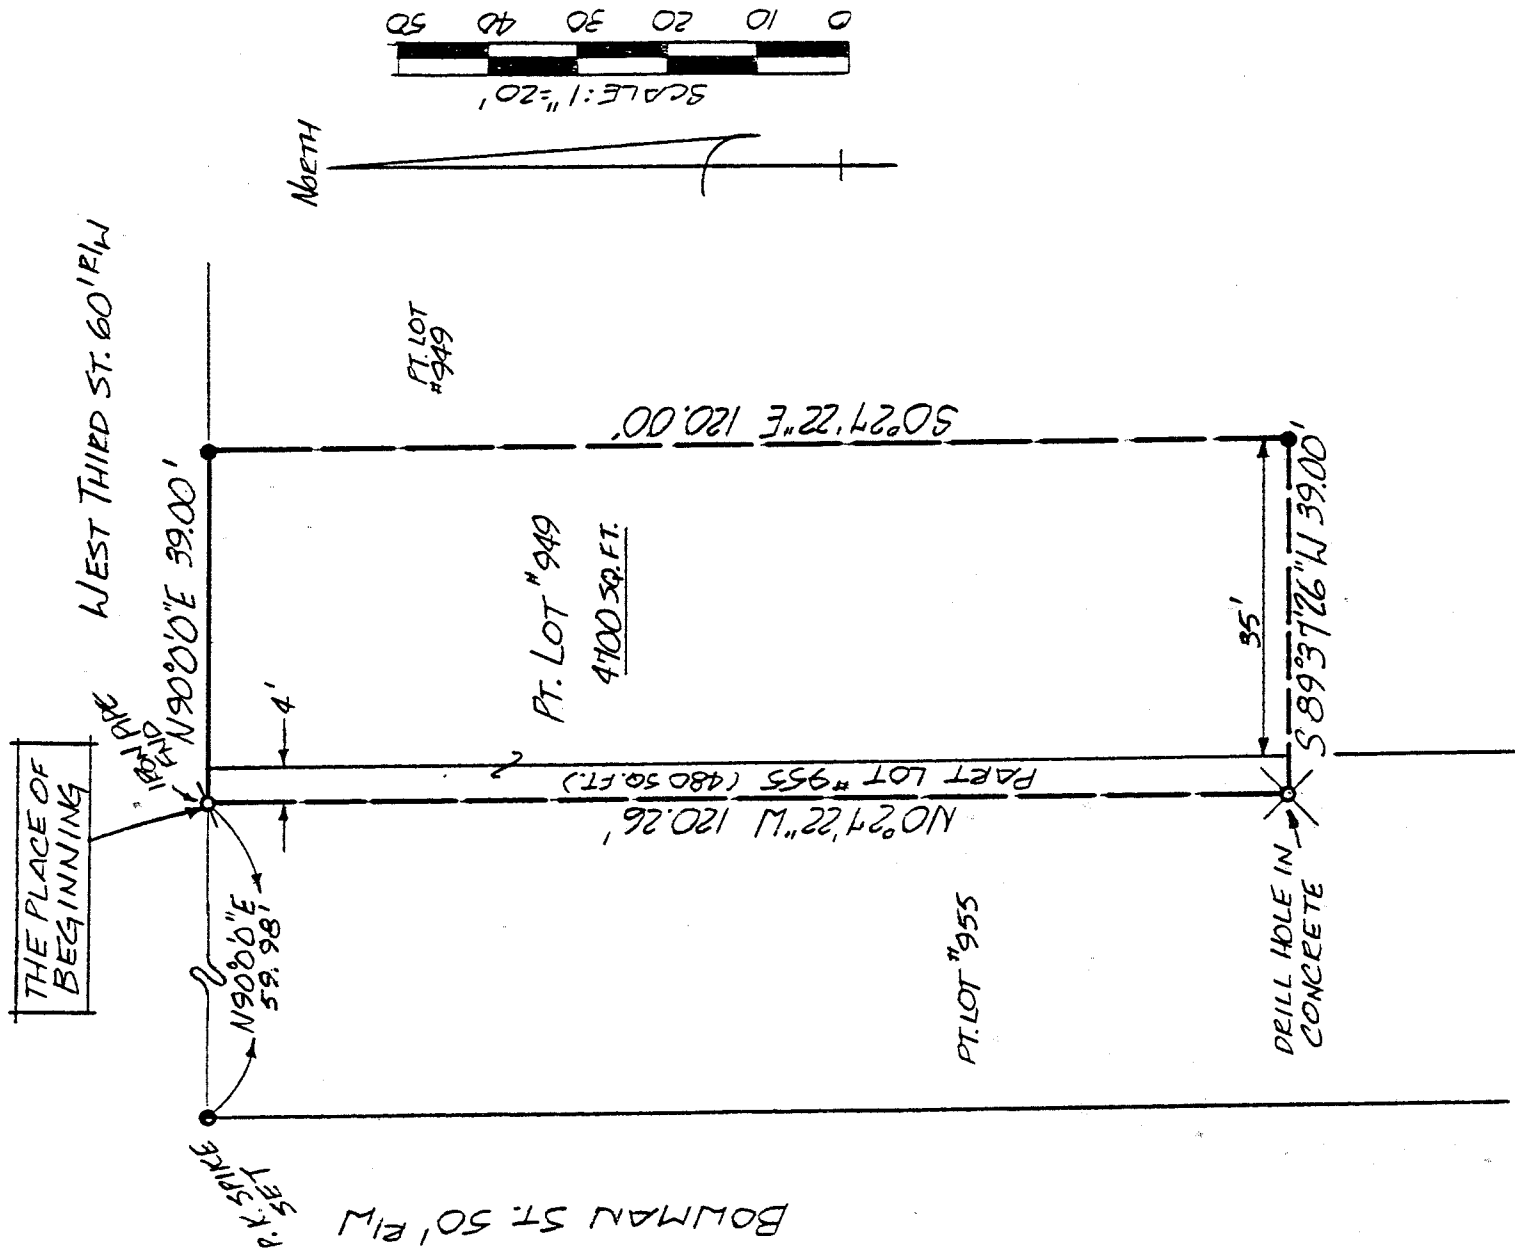 THE PLACE OF
BEGINNING
WEST THIRD ST. 60' R/W
NORTH
SCALE: 1"=20'
0 10 20 30 40 50
IRON PIPE
FND
N90°0'0"E 39.00'
N90°0'0"E
59.98'
P.K. SPIKE
SET
BOWMAN ST. 50' R/W
4'
PT. LOT #949
4700 SQ.FT.
PT. LOT
#949
S0°27'22"E 120.00'
PART LOT #955 (480 SQ.FT.)
N0°27'22"W 120.26'
PT. LOT #955
35'
S 89°37'26"W 39.00'
DRILL HOLE IN
CONCRETE